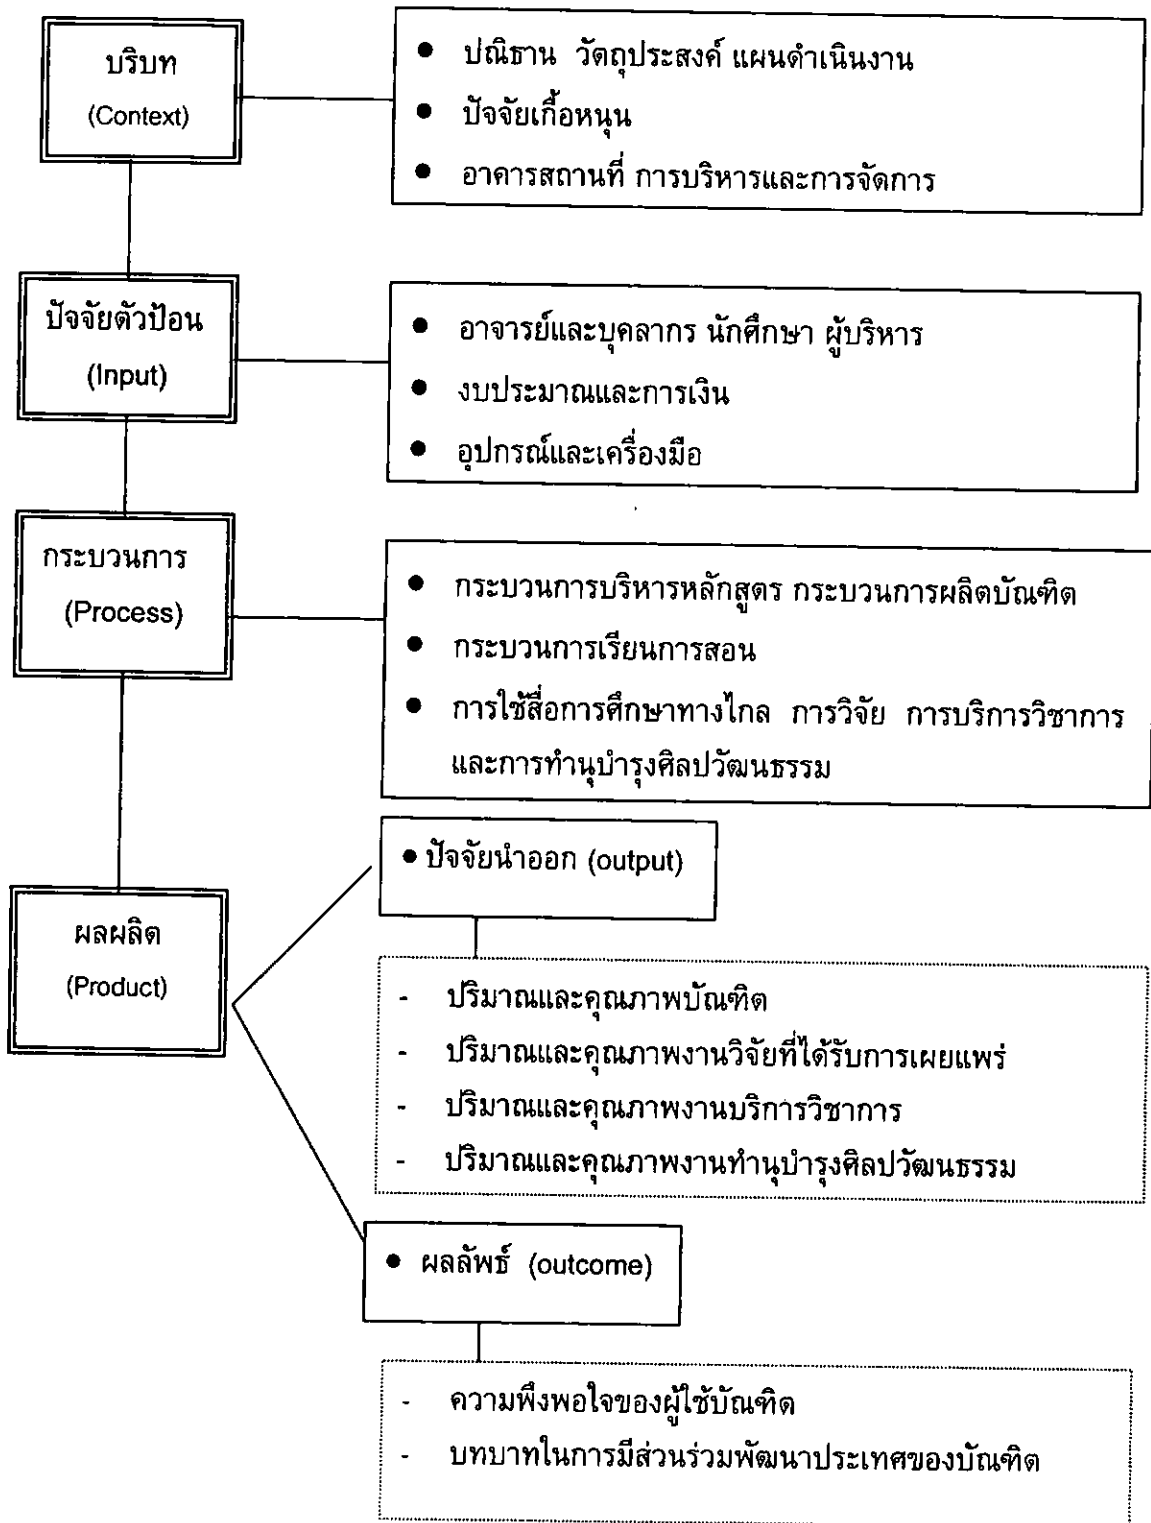 บริบท
(Context)
● ปณิธาน วัตถุประสงค์ แผนดำเนินงาน
● ปัจจัยเกื้อหนุน
● อาคารสถานที่ การบริหารและการจัดการ
ปัจจัยตัวป้อน
(Input)
● อาจารย์และบุคลากร นักศึกษา ผู้บริหาร
● งบประมาณและการเงิน
● อุปกรณ์และเครื่องมือ
กระบวนการ
(Process)
● กระบวนการบริหารหลักสูตร กระบวนการผลิตบัณฑิต
● กระบวนการเรียนการสอน
● การใช้สื่อการศึกษาทางไกล การวิจัย การบริการวิชาการ
และการทำนุบำรุงศิลปวัฒนธรรม
ผลผลิต
(Product)
● ปัจจัยนำออก (output)
- ปริมาณและคุณภาพบัณฑิต
- ปริมาณและคุณภาพงานวิจัยที่ได้รับการเผยแพร่
- ปริมาณและคุณภาพงานบริการวิชาการ
- ปริมาณและคุณภาพงานทำนุบำรุงศิลปวัฒนธรรม
● ผลลัพธ์ (outcome)
- ความพึงพอใจของผู้ใช้บัณฑิต
- บทบาทในการมีส่วนร่วมพัฒนาประเทศของบัณฑิต